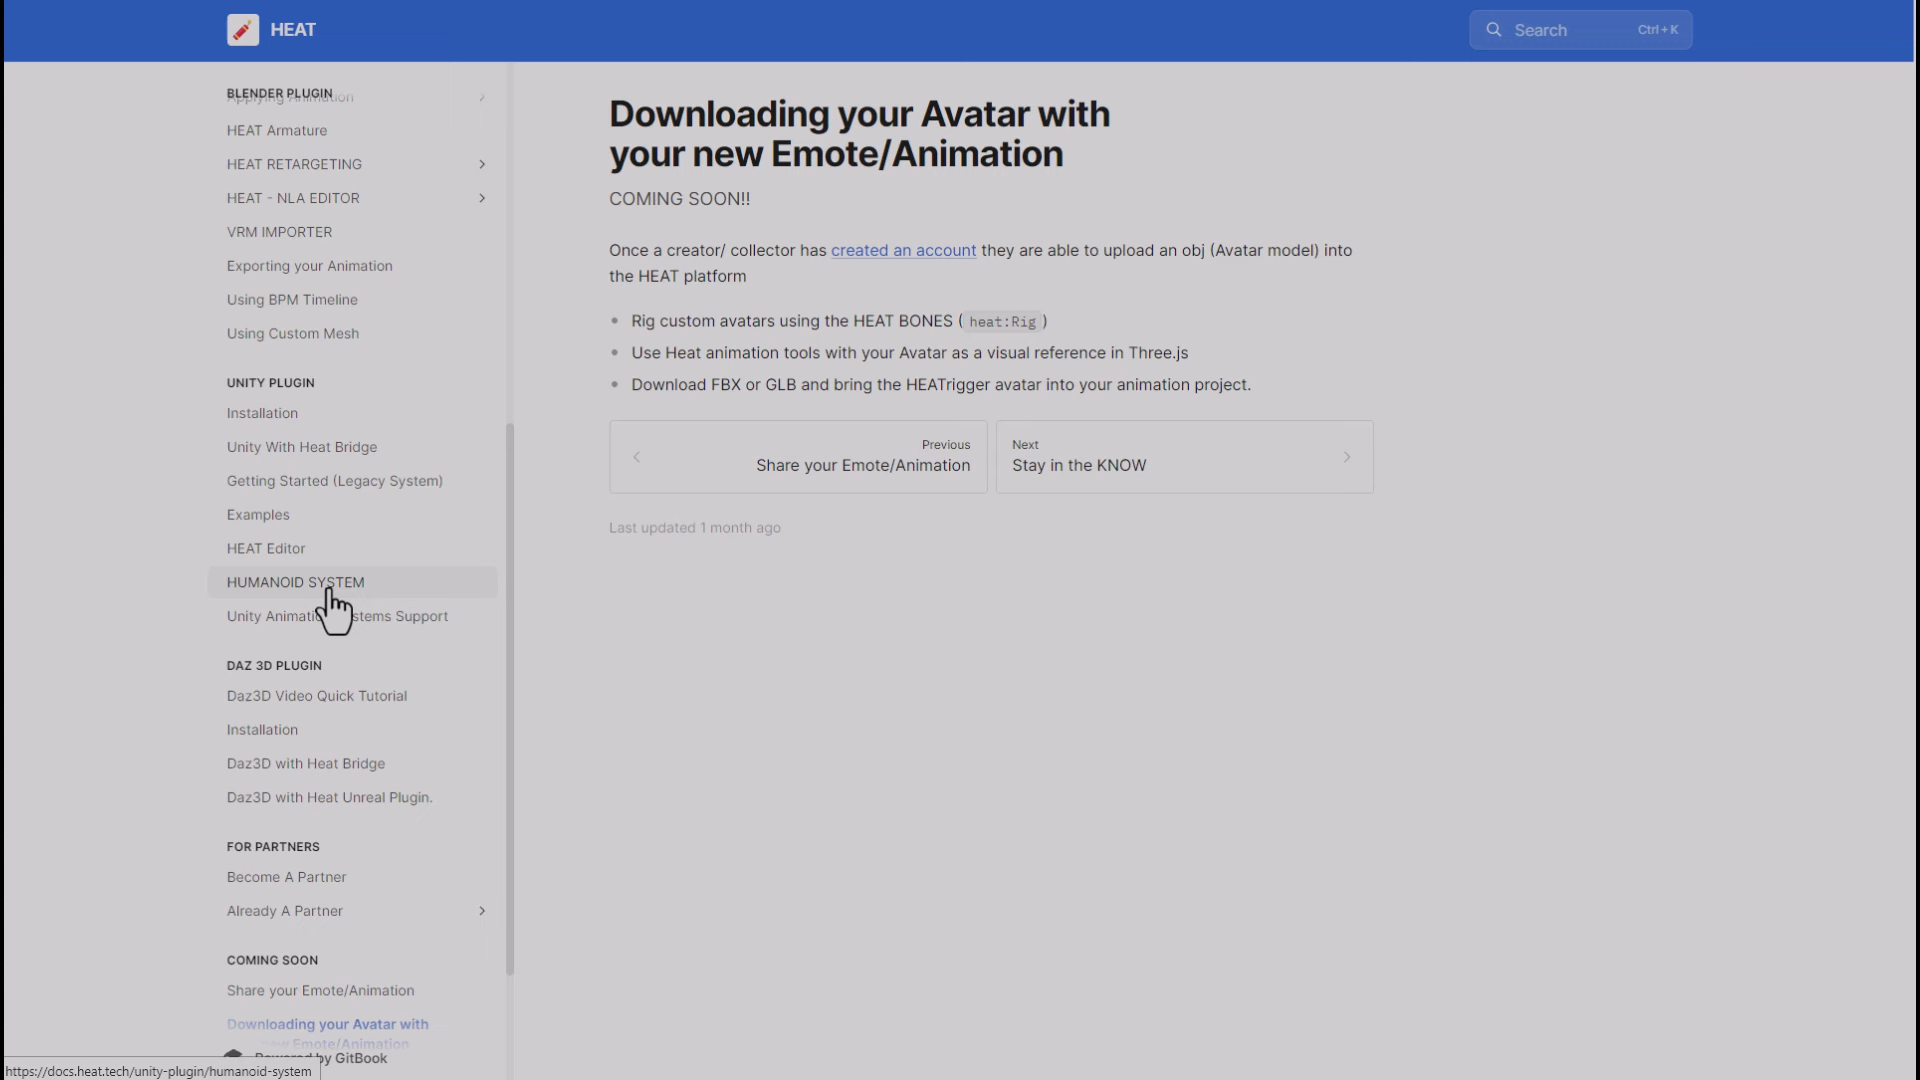 HEAT
Search
Ctrl + K
BLENDER PLUGIN
Applying Animation
HEAT Armature
HEAT RETARGETING
HEAT - NLA EDITOR
VRM IMPORTER
Exporting your Animation
Using BPM Timeline
Using Custom Mesh
UNITY PLUGIN
Installation
Unity With Heat Bridge
Getting Started (Legacy System)
Examples
HEAT Editor
HUMANOID SYSTEM
Unity Animation Systems Support
DAZ 3D PLUGIN
Daz3D Video Quick Tutorial
Installation
Daz3D with Heat Bridge
Daz3D with Heat Unreal Plugin.
FOR PARTNERS
Become A Partner
Already A Partner
COMING SOON
Share your Emote/Animation
Downloading your Avatar with
new Emote/Animation
Powered by GitBook
https://docs.heat.tech/unity-plugin/humanoid-system
Downloading your Avatar with
your new Emote/Animation
COMING SOON!!
Once a creator/ collector has created an account they are able to upload an obj (Avatar model) into
the HEAT platform
• Rig custom avatars using the HEAT BONES ( heat:Rig )
• Use Heat animation tools with your Avatar as a visual reference in Three.js
• Download FBX or GLB and bring the HEATrigger avatar into your animation project.
Previous
Share your Emote/Animation
Next
Stay in the KNOW
Last updated 1 month ago